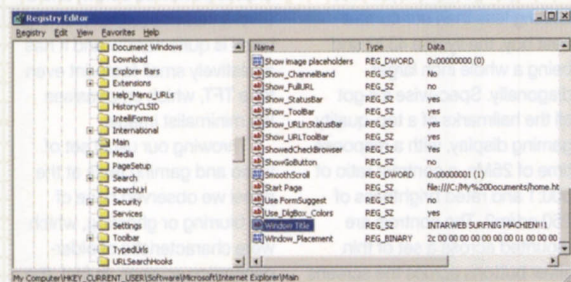 Registry Editor
Registry Edit View Favorites Help
Document Windows
Download
Explorer Bars
Extensions
Help_Menu_URLs
HistoryCLSID
IntelliForms
International
Main
Media
PageSetup
Search
SearchUrl
Security
Services
Settings
Toolbar
TypedUrls
URLSearchHooks
Name Type Data
Show image placeholders REG_DWORD 0x00000000 (0)
Show_ChannelBand REG_SZ No
Show_FullURL REG_SZ no
Show_StatusBar REG_SZ yes
Show_ToolBar REG_SZ yes
Show_URLinStatusBar REG_SZ yes
Show_URLToolBar REG_SZ yes
ShowedCheckBrowser REG_SZ Yes
ShowGoButton REG_SZ no
SmoothScroll REG_DWORD 0x00000001 (1)
Start Page REG_SZ file:///C:/My%20Documents/home.ht
Use FormSuggest REG_SZ no
Use_DlgBox_Colors REG_SZ yes
Window Title REG_SZ INTARWEB SURFNIG MACHIEN!!1
Window_Placement REG_BINARY 2c 00 00 00 00 00 00 00 01 00 00 00
My Computer\HKEY_CURRENT_USER\Software\Microsoft\Internet Explorer\Main